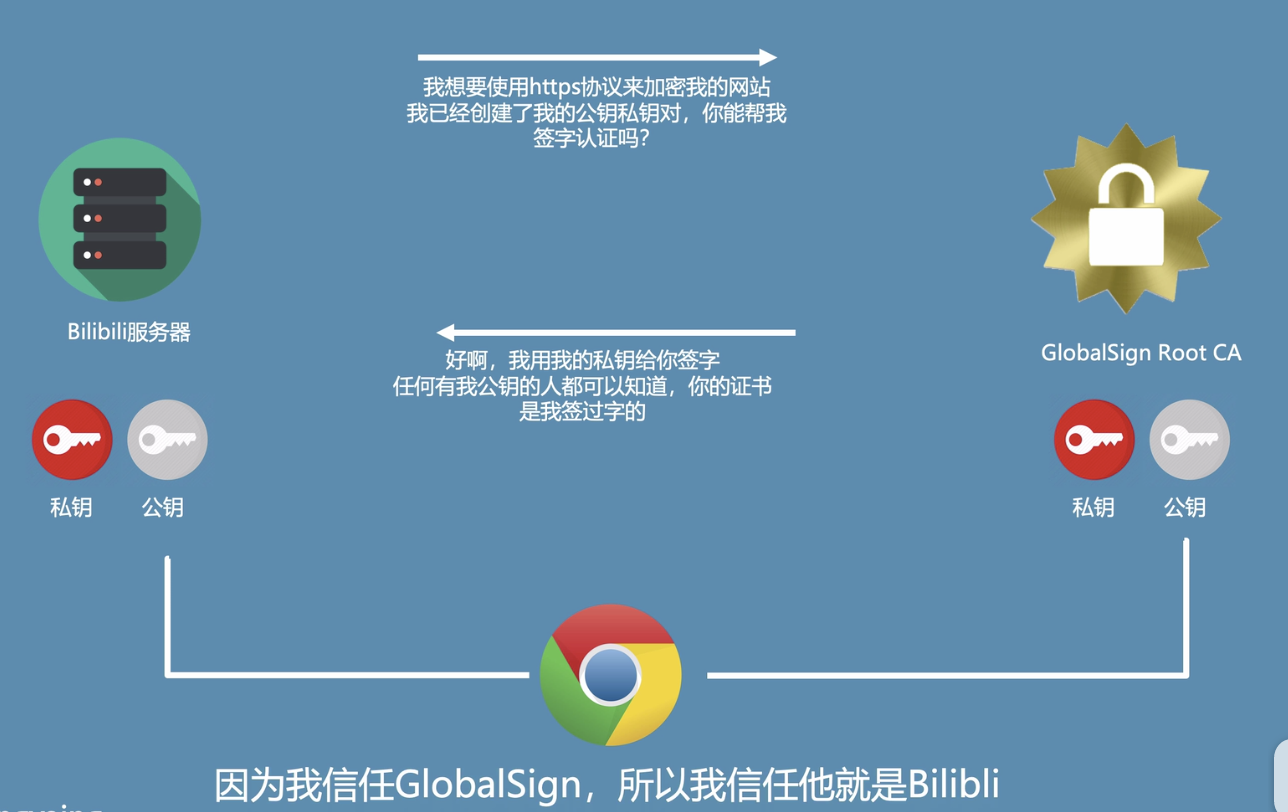 我想要使用https协议来加密我的网站
我已经创建了我的公钥私钥对，你能帮我
签字认证吗？
Bilibili服务器
GlobalSign Root CA
好啊，我用我的私钥给你签字
任何有我公钥的人都可以知道，你的证书
是我签过字的
私钥
公钥
私钥
公钥
因为我信任GlobalSign，所以我信任他就是Bilibli